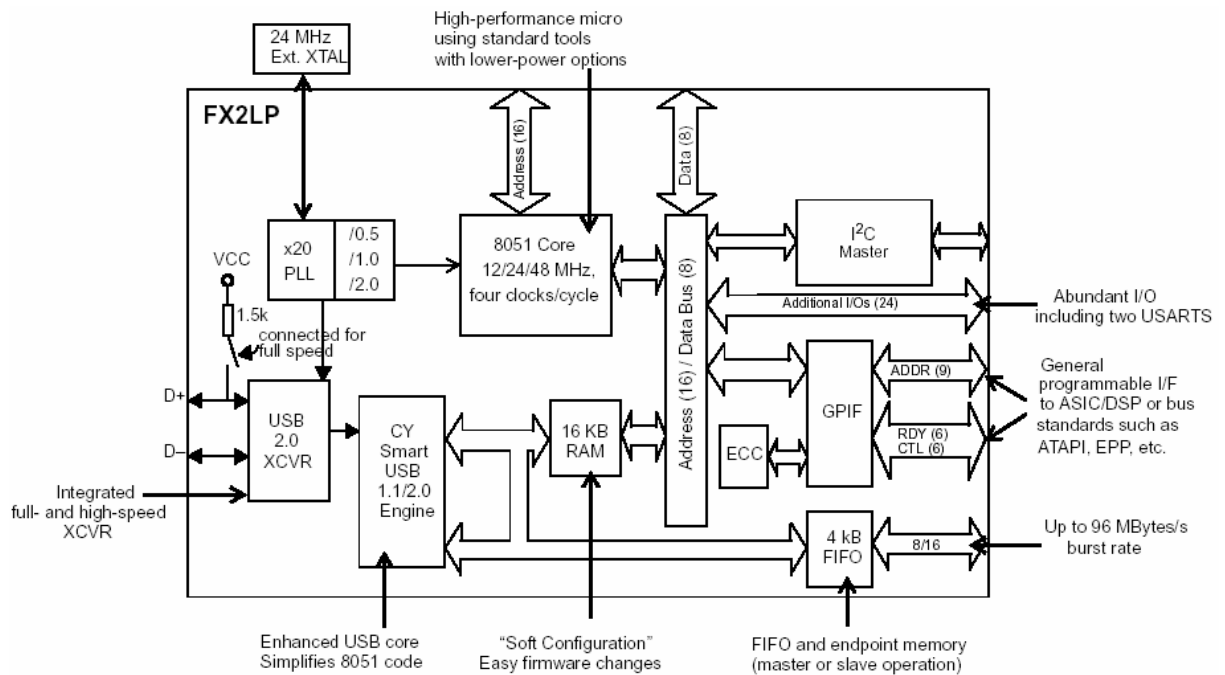 High-performance micro
using standard tools
with lower-power options
24 MHz
Ext. XTAL
FX2LP
Address (16)
Data (8)
x20
PLL
/0.5
/1.0
/2.0
8051 Core
12/24/48 MHz,
four clocks/cycle
I²C
Master
VCC
1.5k
connected for
full speed
Additional I/Os (24)
Abundant I/O
including two USARTS
Address (16) / Data Bus (8)
D+
D–
USB
2.0
XCVR
CY
Smart
USB
1.1/2.0
Engine
16 KB
RAM
ECC
GPIF
ADDR (9)
RDY (6)
CTL (6)
General
programmable I/F
to ASIC/DSP or bus
standards such as
ATAPI, EPP, etc.
Integrated
full- and high-speed
XCVR
4 kB
FIFO
8/16
Up to 96 MBytes/s
burst rate
Enhanced USB core
Simplifies 8051 code
“Soft Configuration”
Easy firmware changes
FIFO and endpoint memory
(master or slave operation)